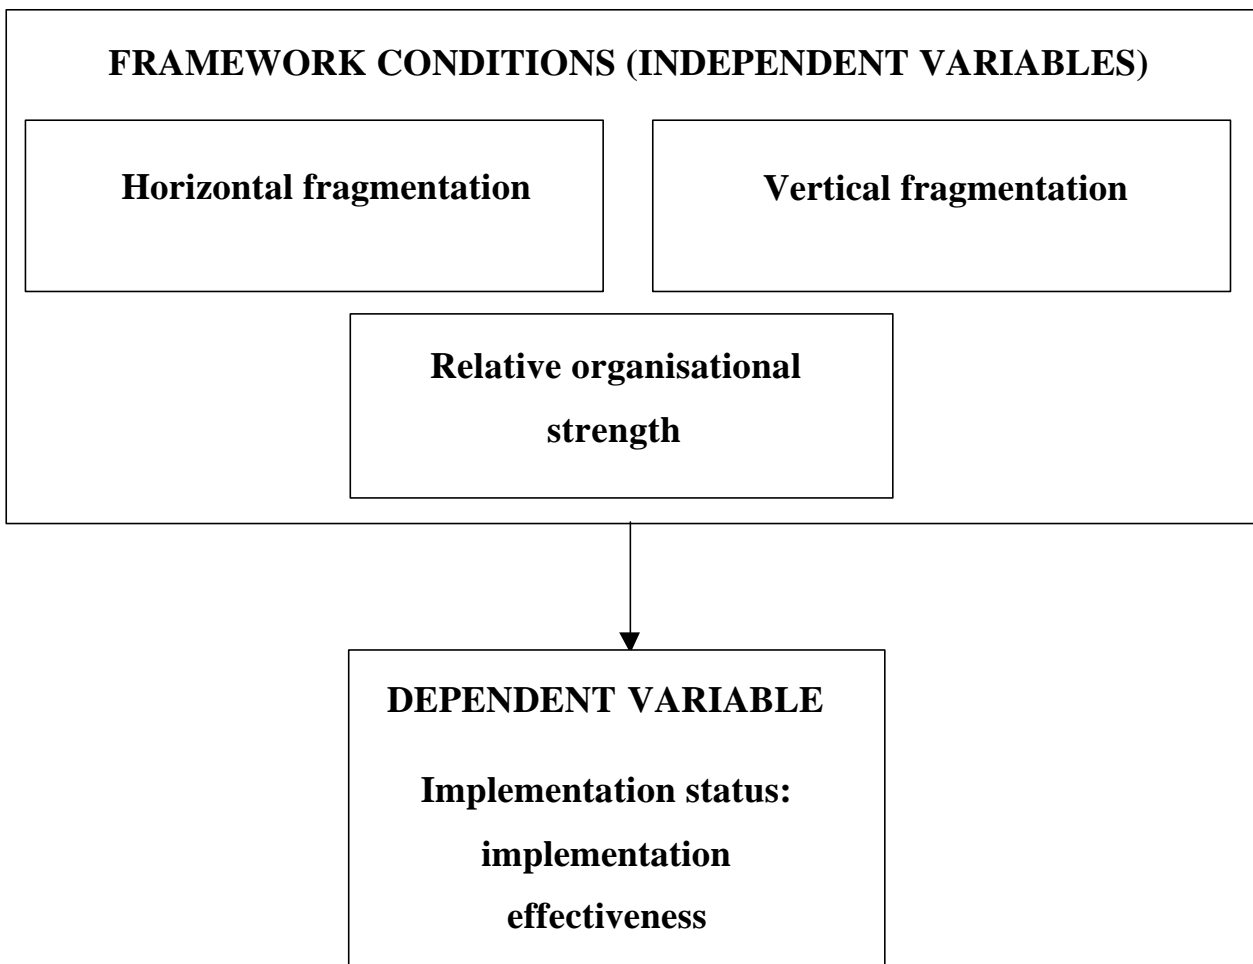 FRAMEWORK CONDITIONS (INDEPENDENT VARIABLES)
Horizontal fragmentation
Vertical fragmentation
Relative organisational
strength
DEPENDENT VARIABLE
Implementation status:
implementation
effectiveness